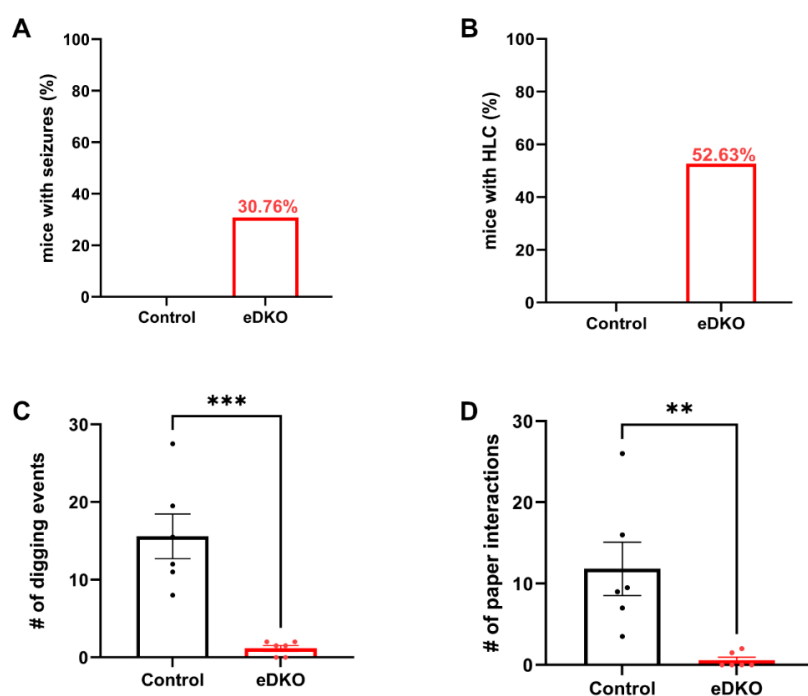 A
mice with seizures (%)
100
80
60
40
20
0
30.76%
Control
eDKO
B
mice with HLC (%)
100
80
60
40
20
0
52.63%
Control
eDKO
C
# of digging events
30
20
10
0
***
Control
eDKO
D
# of paper interactions
30
20
10
0
**
Control
eDKO